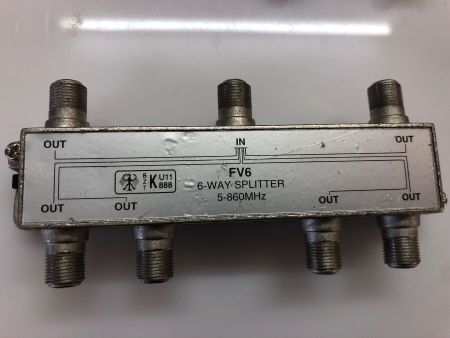 OUT IN OUT
FV6
B
Z
T K U11
888
6-WAY SPLITTER
5-860MHz
OUT OUT OUT OUT